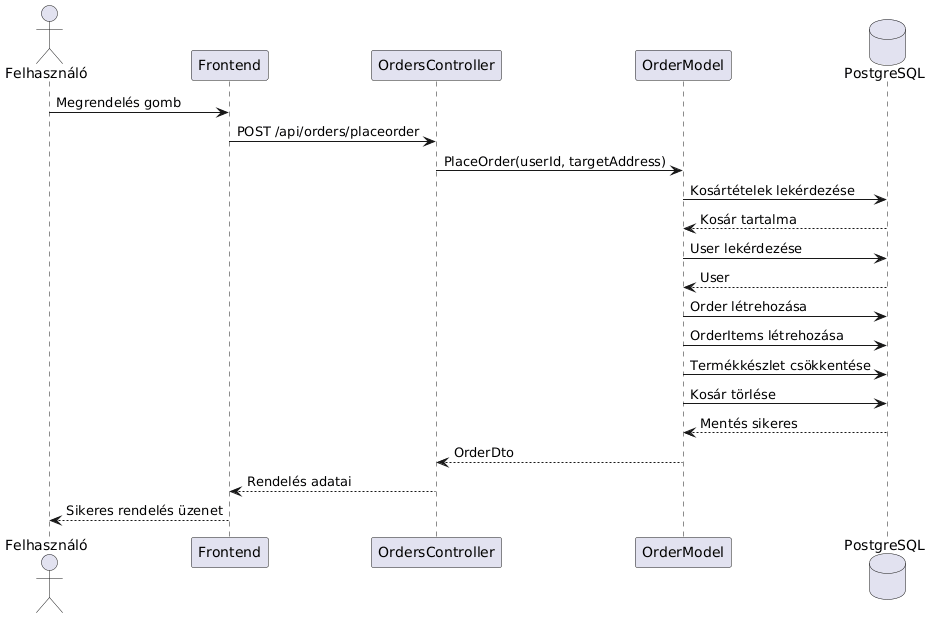 Felhasználó
Frontend
OrdersController
OrderModel
PostgreSQL
Megrendelés gomb
POST /api/orders/placeorder
PlaceOrder(userId, targetAddress)
Kosártételek lekérdezése
Kosár tartalma
User lekérdezése
User
Order létrehozása
OrderItems létrehozása
Termékkészlet csökkentése
Kosár törlése
Mentés sikeres
OrderDto
Rendelés adatai
Sikeres rendelés üzenet
Felhasználó
Frontend
OrdersController
OrderModel
PostgreSQL